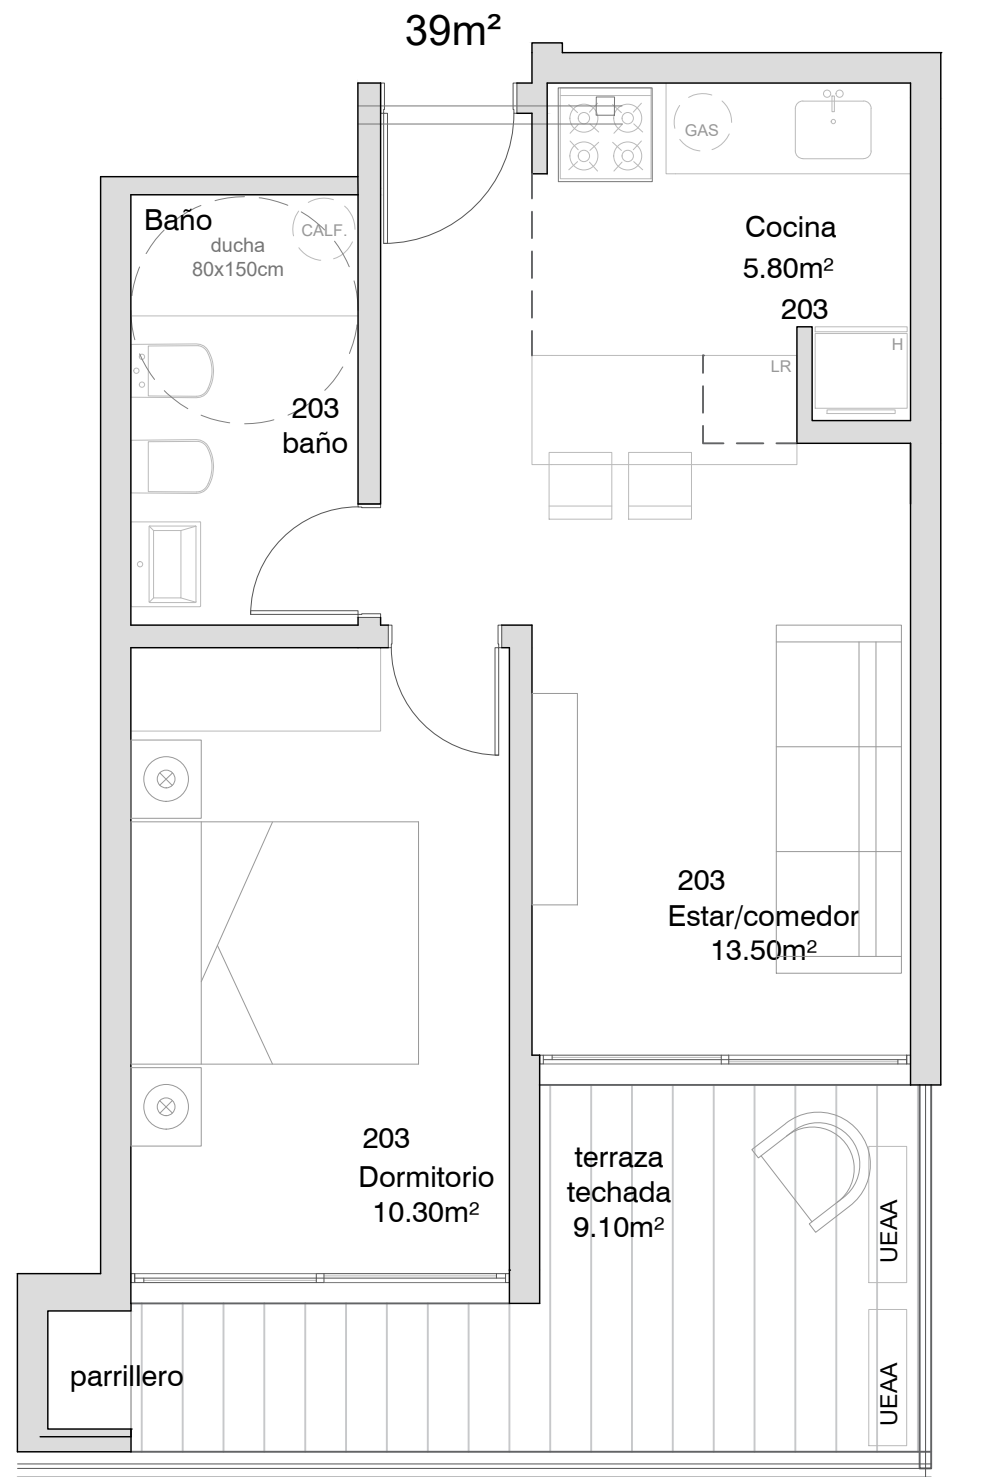 39m²
Baño
CALF.
ducha
80x150cm
GAS
Cocina
5.80m²
203
H
LR
203
baño
203
Estar/comedor
13.50m²
203
Dormitorio
10.30m²
terraza
techada
9.10m²
UEAA
parrillero
UEAA